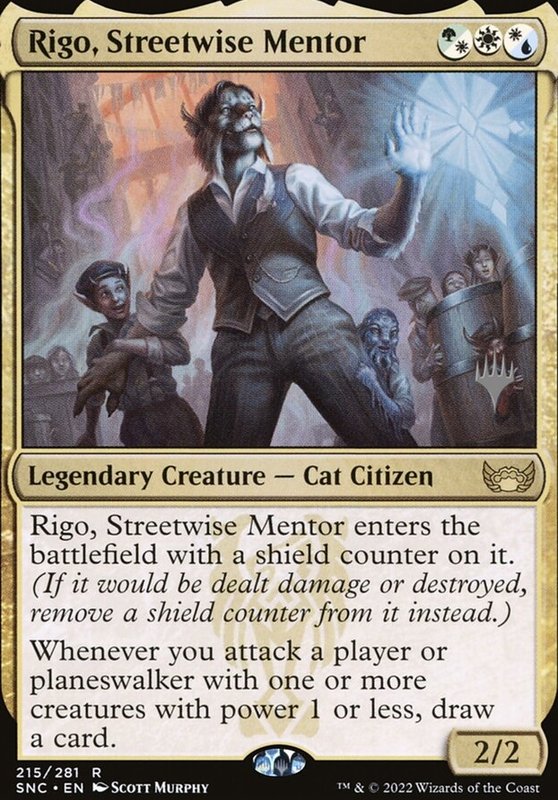 Rigo, Streetwise Mentor
Legendary Creature — Cat Citizen
Rigo, Streetwise Mentor enters the
battlefield with a shield counter on it.
(If it would be dealt damage or destroyed,
remove a shield counter from it instead.)
Whenever you attack a player or
planeswalker with one or more
creatures with power 1 or less, draw
a card.
2/2
215/281 R
SNC • EN Scott Murphy
™ & © 2022 Wizards of the Coast